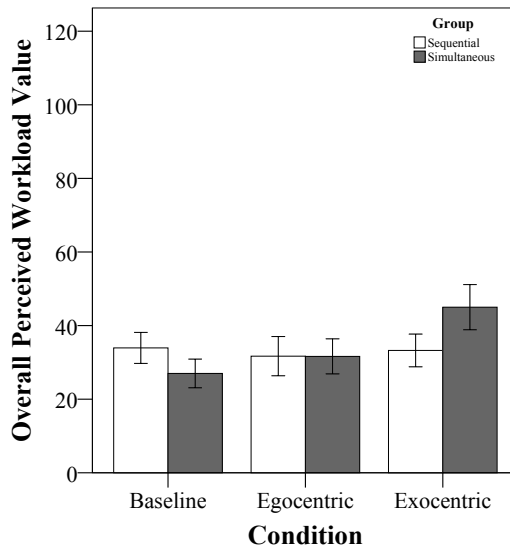 Group
Sequential
Simultaneous
Overall Perceived Workload Value
120
100
80
60
40
20
0
Baseline Egocentric Exocentric
Condition